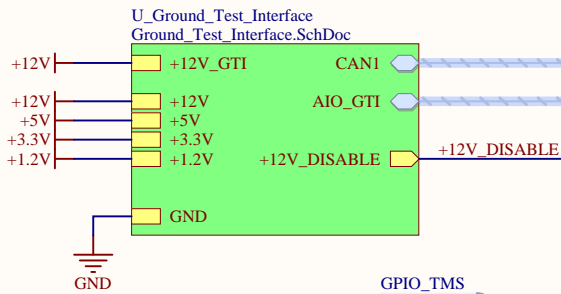 U_Ground_Test_Interface
Ground_Test_Interface.SchDoc
+12V +12V_GTI CAN1
+12V +12V AIO_GTI
+5V +5V
+3.3V +3.3V
+1.2V +1.2V +12V_DISABLE +12V_DISABLE
GND
GND
GPIO_TMS